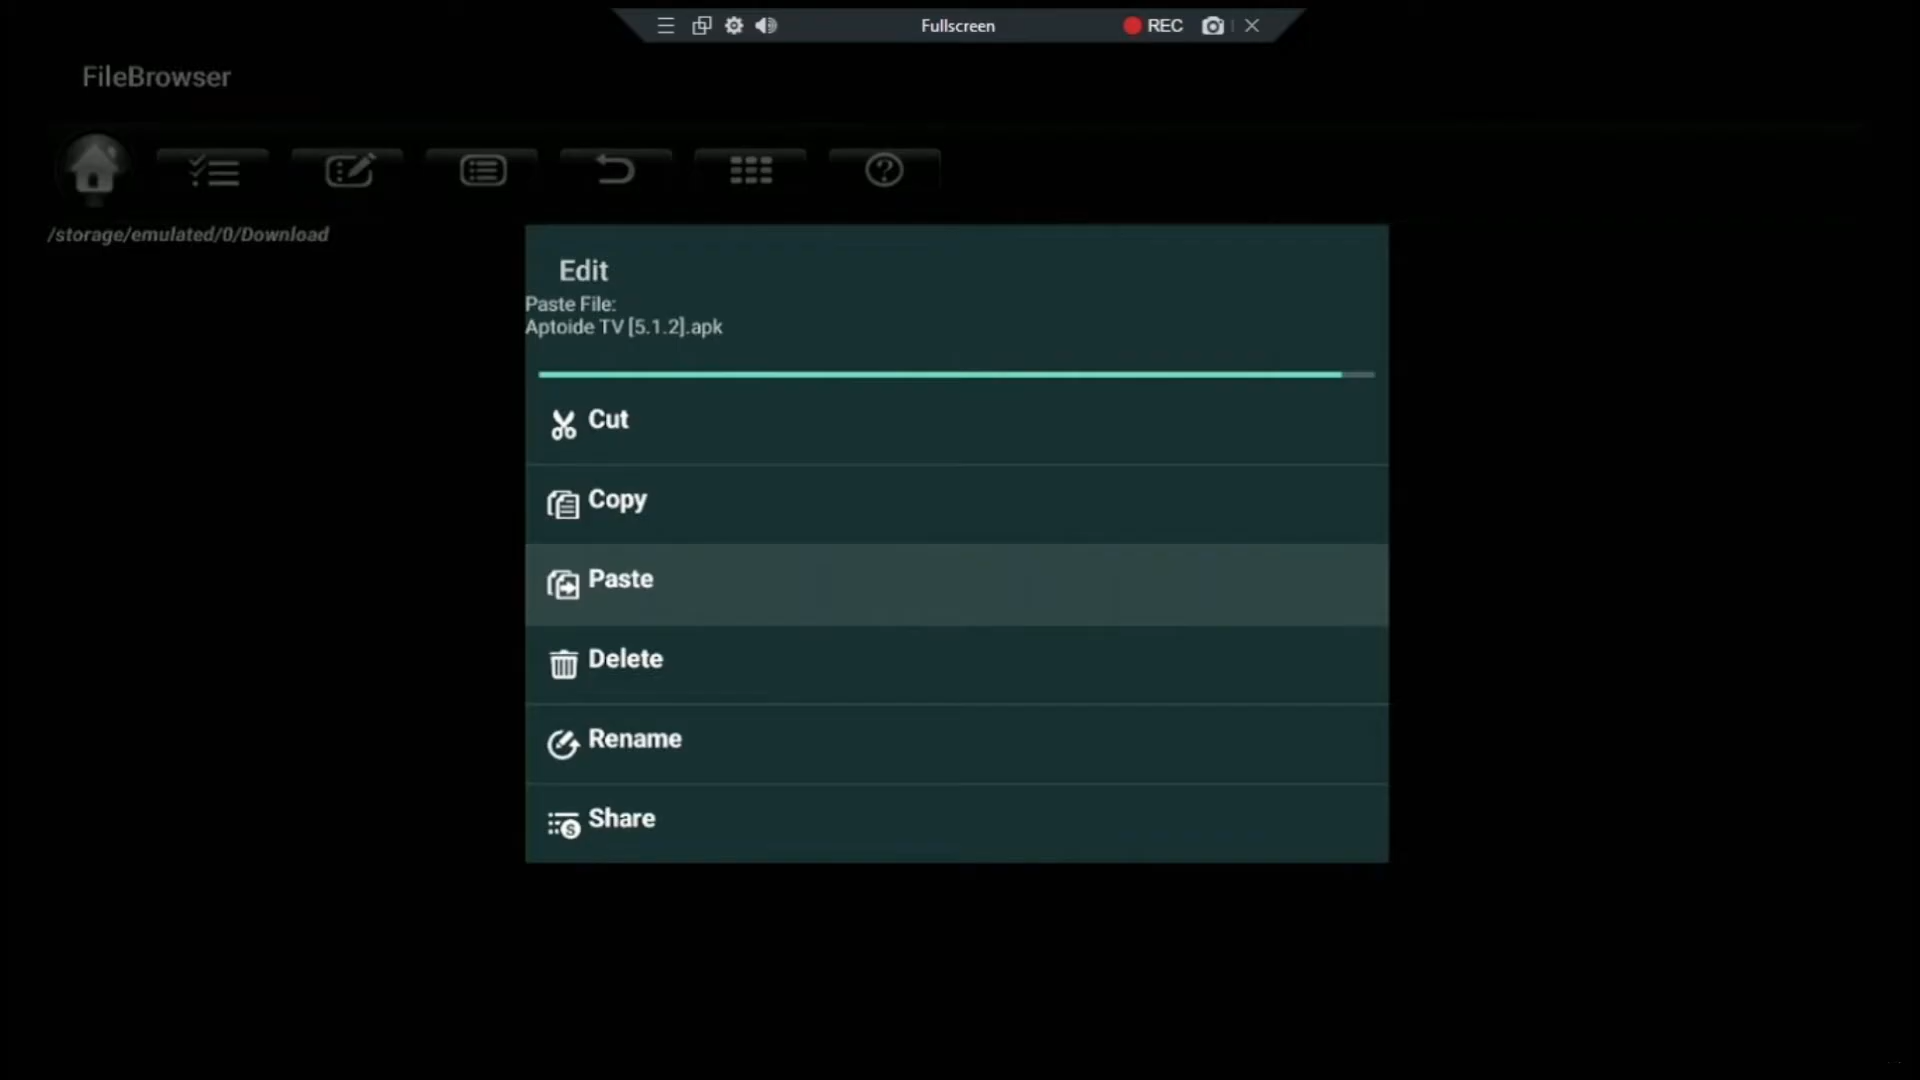 Fullscreen
REC
FileBrowser
/storage/emulated/0/Download
Edit
Paste File:
Aptoide TV [5.1.2].apk
Cut
Copy
Paste
Delete
Rename
Share